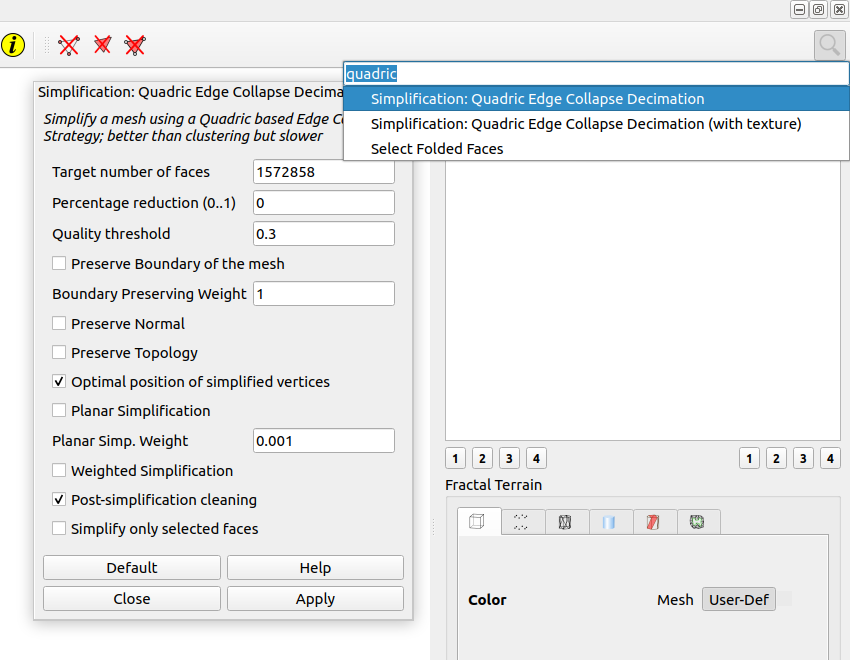 i
quadric
Simplification: Quadric Edge Collapse Decimation
Simplification: Quadric Edge Collapse Decimation (with texture)
Select Folded Faces
Simplification: Quadric Edge Collapse Decima
Simplify a mesh using a Quadric based Edge C
Strategy; better than clustering but slower
Target number of faces 1572858
Percentage reduction (0..1) 0
Quality threshold 0.3
Preserve Boundary of the mesh
Boundary Preserving Weight 1
Preserve Normal
Preserve Topology
Optimal position of simplified vertices
Planar Simplification
Planar Simp. Weight 0.001
Weighted Simplification
Post-simplification cleaning
Simplify only selected faces
Default Help
Close Apply
1 2 3 4 1 2 3 4
Fractal Terrain
Color Mesh User-Def